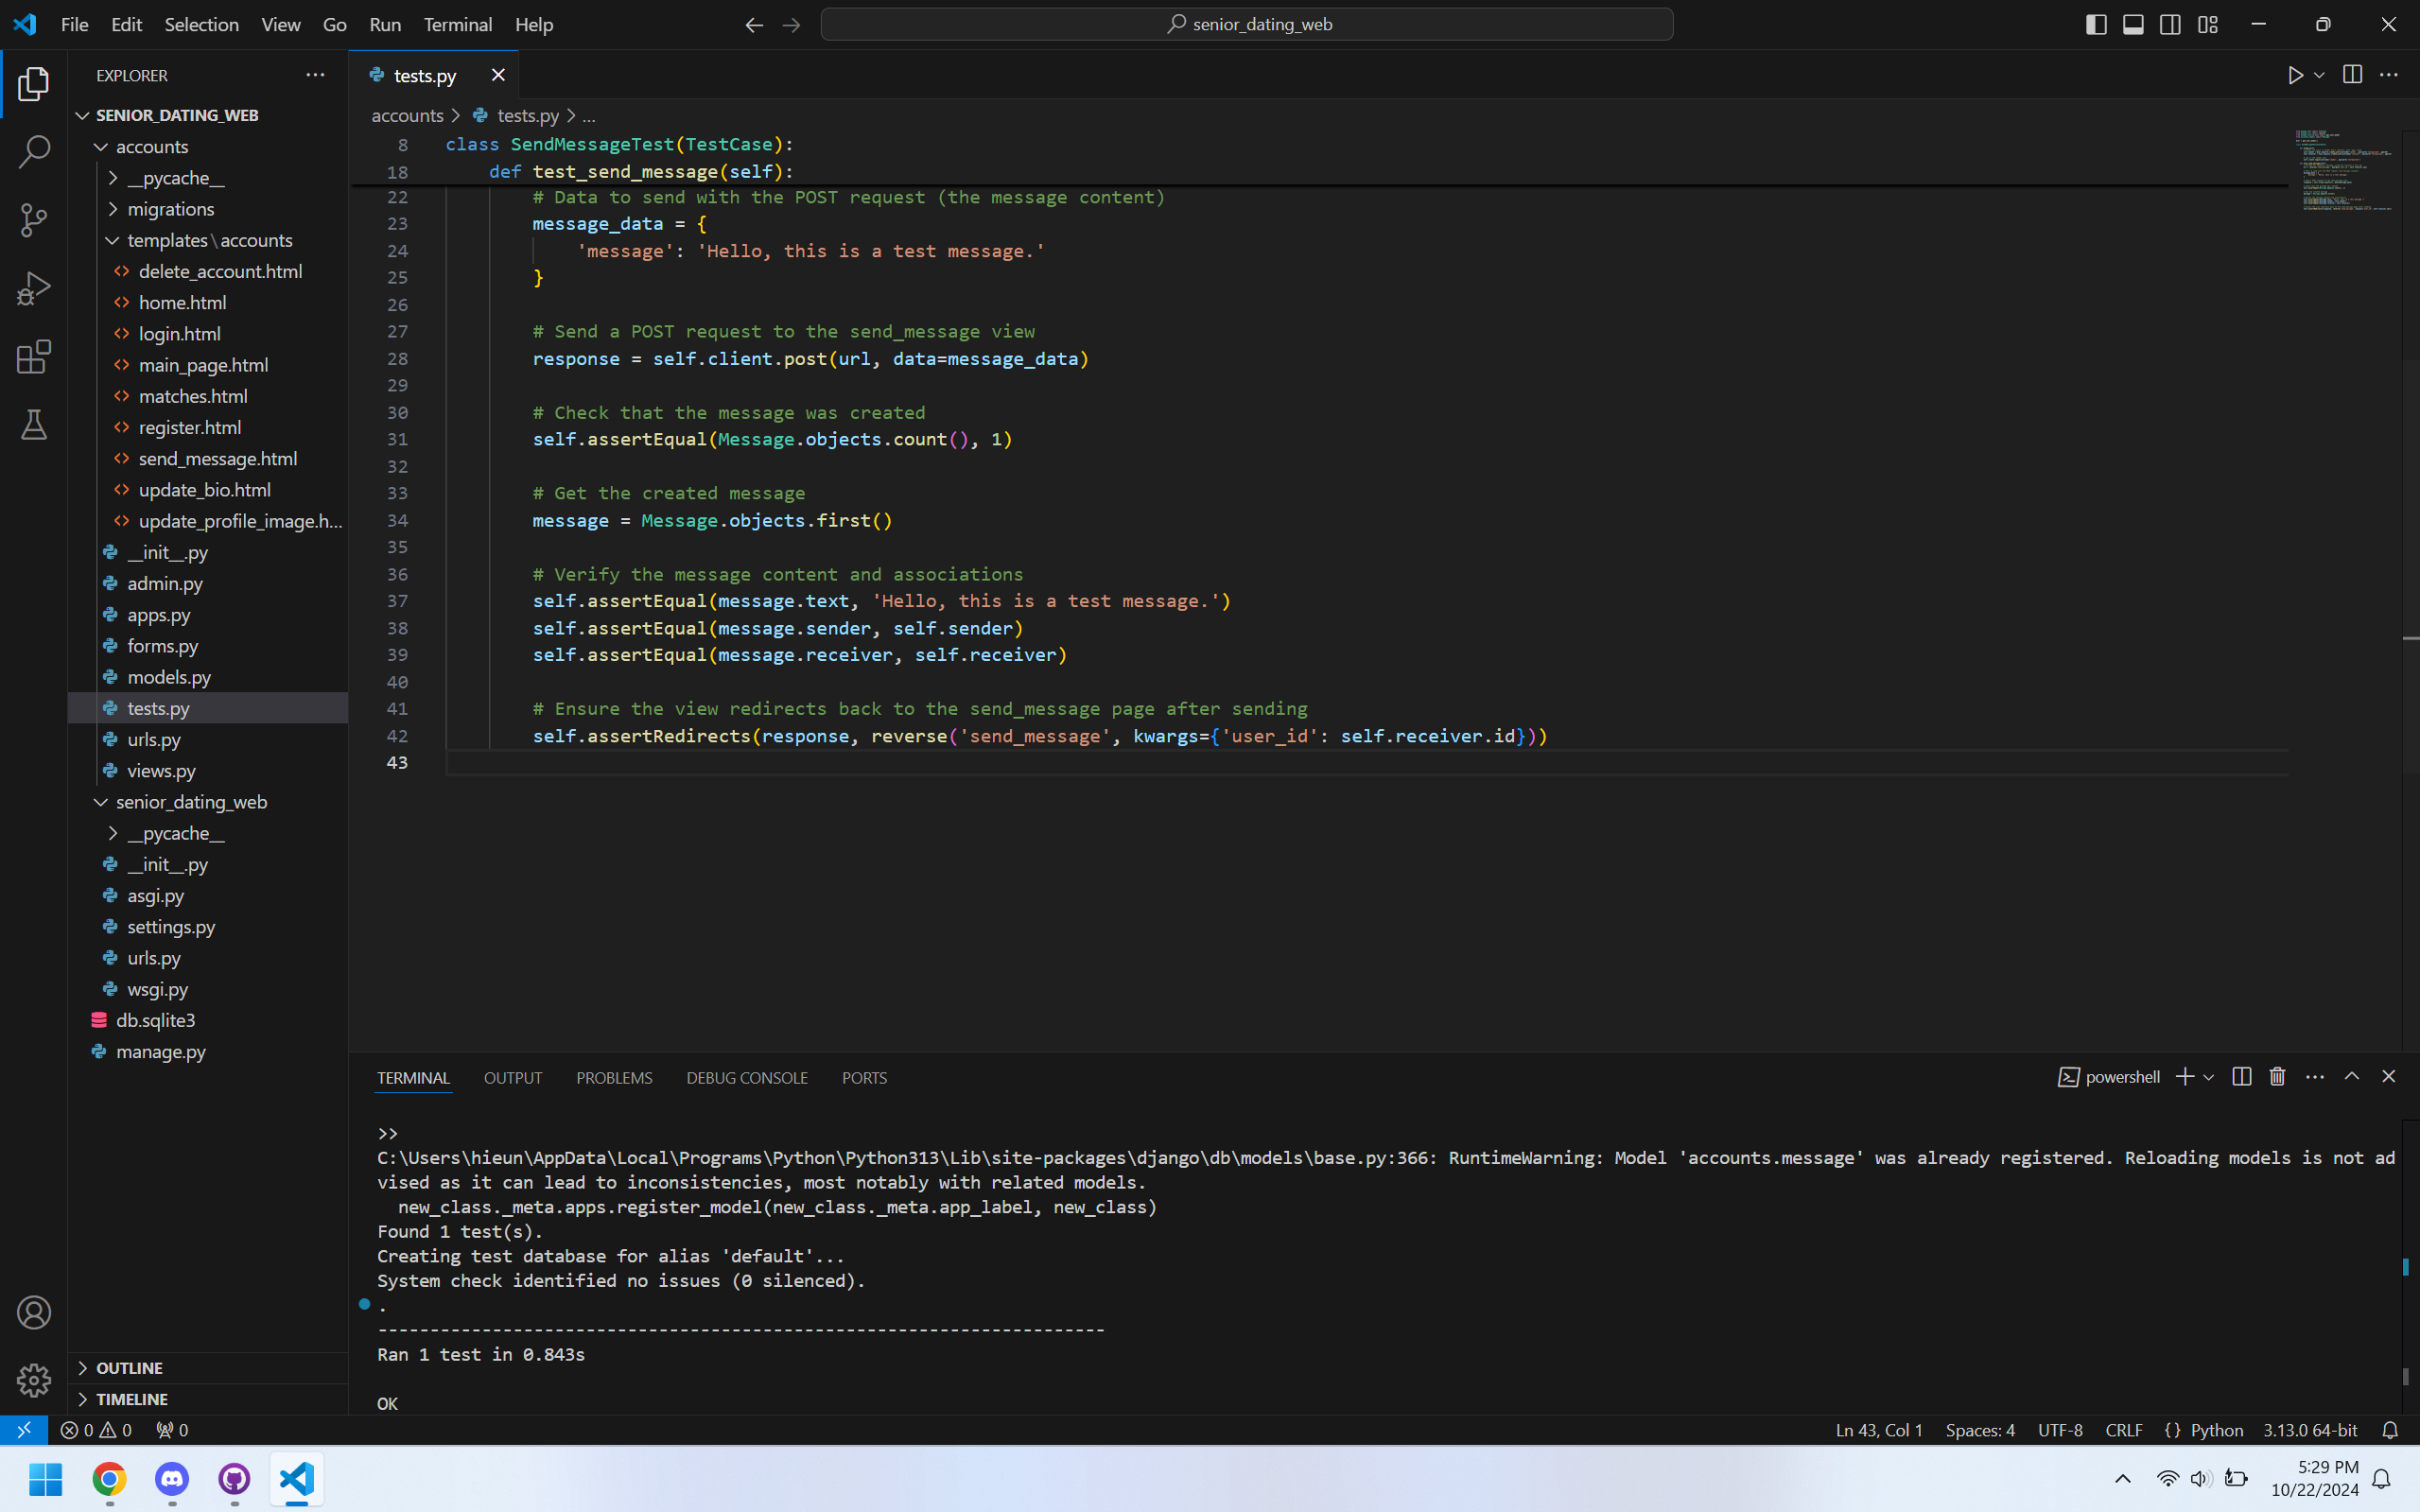 File Edit Selection View Go Run Terminal Help
senior_dating_web
EXPLORER
SENIOR_DATING_WEB
accounts
__pycache__
migrations
templates\accounts
delete_account.html
home.html
login.html
main_page.html
matches.html
register.html
send_message.html
update_bio.html
update_profile_image.h...
__init__.py
admin.py
apps.py
forms.py
models.py
tests.py
urls.py
views.py
senior_dating_web
__pycache__
__init__.py
asgi.py
settings.py
urls.py
wsgi.py
db.sqlite3
manage.py
OUTLINE
TIMELINE
tests.py
accounts > tests.py > ...
8 class SendMessageTest(TestCase):
18 def test_send_message(self):
22 # Data to send with the POST request (the message content)
23 message_data = {
24 'message': 'Hello, this is a test message.'
25 }
26
27 # Send a POST request to the send_message view
28 response = self.client.post(url, data=message_data)
29
30 # Check that the message was created
31 self.assertEqual(Message.objects.count(), 1)
32
33 # Get the created message
34 message = Message.objects.first()
35
36 # Verify the message content and associations
37 self.assertEqual(message.text, 'Hello, this is a test message.')
38 self.assertEqual(message.sender, self.sender)
39 self.assertEqual(message.receiver, self.receiver)
40
41 # Ensure the view redirects back to the send_message page after sending
42 self.assertRedirects(response, reverse('send_message', kwargs={'user_id': self.receiver.id}))
43
TERMINAL OUTPUT PROBLEMS DEBUG CONSOLE PORTS
powershell
>>
C:\Users\hieun\AppData\Local\Programs\Python\Python313\Lib\site-packages\django\db\models\base.py:366: RuntimeWarning: Model 'accounts.message' was already registered. Reloading models is not ad
vised as it can lead to inconsistencies, most notably with related models.
new_class._meta.apps.register_model(new_class._meta.app_label, new_class)
Found 1 test(s).
Creating test database for alias 'default'...
System check identified no issues (0 silenced).
.
----------------------------------------------------------------------
Ran 1 test in 0.843s
OK
0 0 0
Ln 43, Col 1 Spaces: 4 UTF-8 CRLF {} Python 3.13.0 64-bit
5:29 PM
10/22/2024